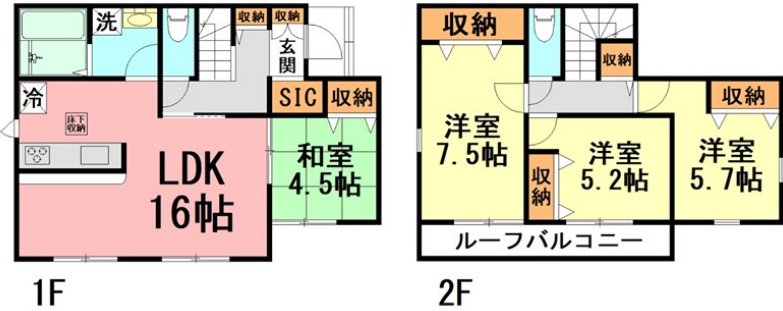 洗
収納
収納
玄関
冷
床下
収納
SIC
収納
LDK
16帖
和室
4.5帖
1F
収納
収納
収納
洋室
7.5帖
洋室
5.2帖
収納
洋室
5.7帖
ルーフバルコニー
2F